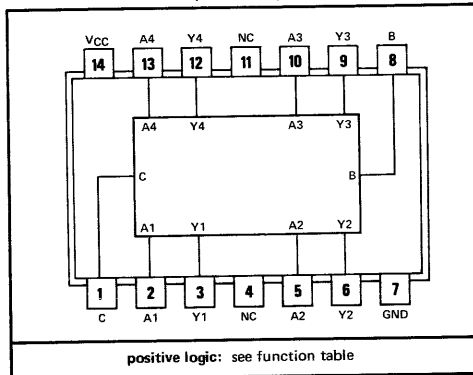 VCC A4 Y4 NC A3 Y3 B
14 13 12 11 10 9 8
A4 Y4 A3 Y3
C B
A1 Y1 A2 Y2
1 2 3 4 5 6 7
C A1 Y1 NC A2 Y2 GND
positive logic: see function table